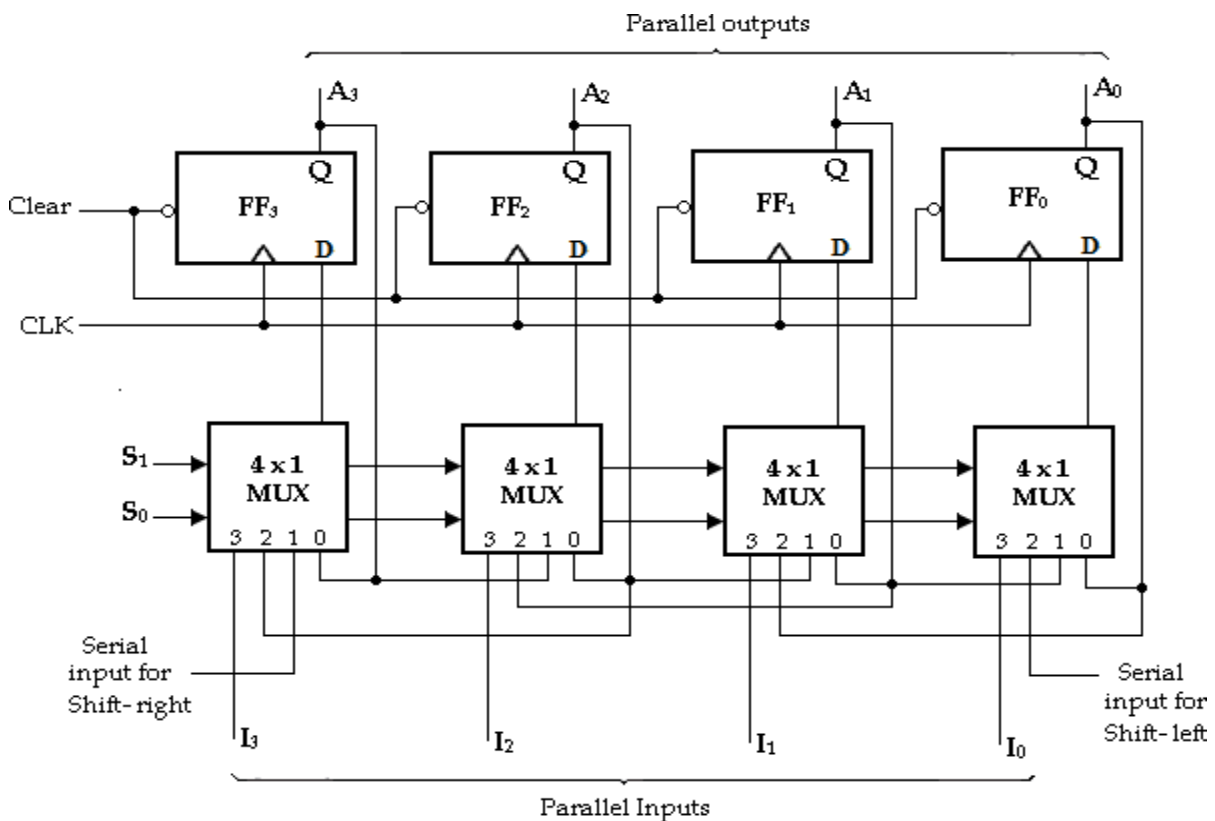 Parallel outputs
A₃ A₂ A₁ A₀
Q Q Q Q
Clear FF₃ FF₂ FF₁ FF₀
D D D D
CLK
S₁ 4 x 1 4 x 1 4 x 1 4 x 1
MUX MUX MUX MUX
S₀
3 2 1 0 3 2 1 0 3 2 1 0 3 2 1 0
Serial
input for
Shift- right
Serial
input for
Shift- left
I₃ I₂ I₁ I₀
Parallel Inputs